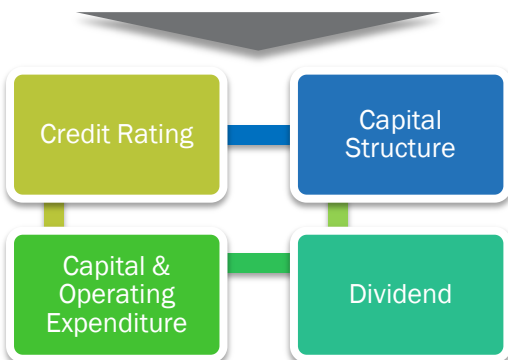 Credit Rating
Capital
Structure
Capital &
Operating
Expenditure
Dividend